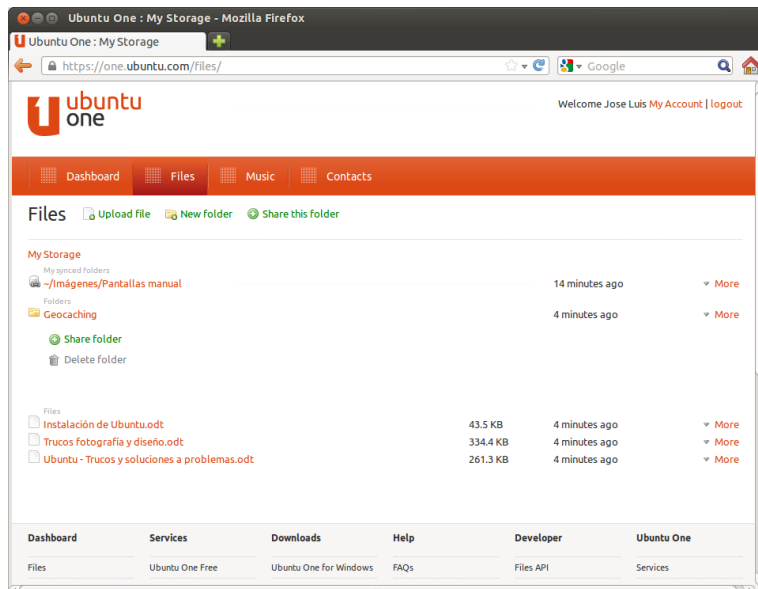 Ubuntu One : My Storage - Mozilla Firefox
Ubuntu One : My Storage
https://one.ubuntu.com/files/
Google
ubuntu
one
Welcome Jose Luis My Account | logout
Dashboard Files Music Contacts
Files Upload file New folder Share this folder
My Storage
My synced folders
~/Imágenes/Pantallas manual 14 minutes ago More
Folders
Geocaching 4 minutes ago More
Share folder
Delete folder
Files
Instalación de Ubuntu.odt 43.5 KB 4 minutes ago More
Trucos fotografía y diseño.odt 334.4 KB 4 minutes ago More
Ubuntu - Trucos y soluciones a problemas.odt 261.3 KB 4 minutes ago More
Dashboard Services Downloads Help Developer Ubuntu One
Files Ubuntu One Free Ubuntu One for Windows FAQs Files API Services